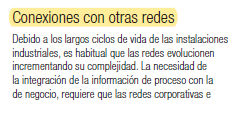 Conexiones con otras redes
Debido a los largos ciclos de vida de las instalaciones
industriales, es habitual que las redes evolucionen
incrementando su complejidad. La necesidad de
la integración de la información de proceso con la
de negocio, requiere que las redes corporativas e